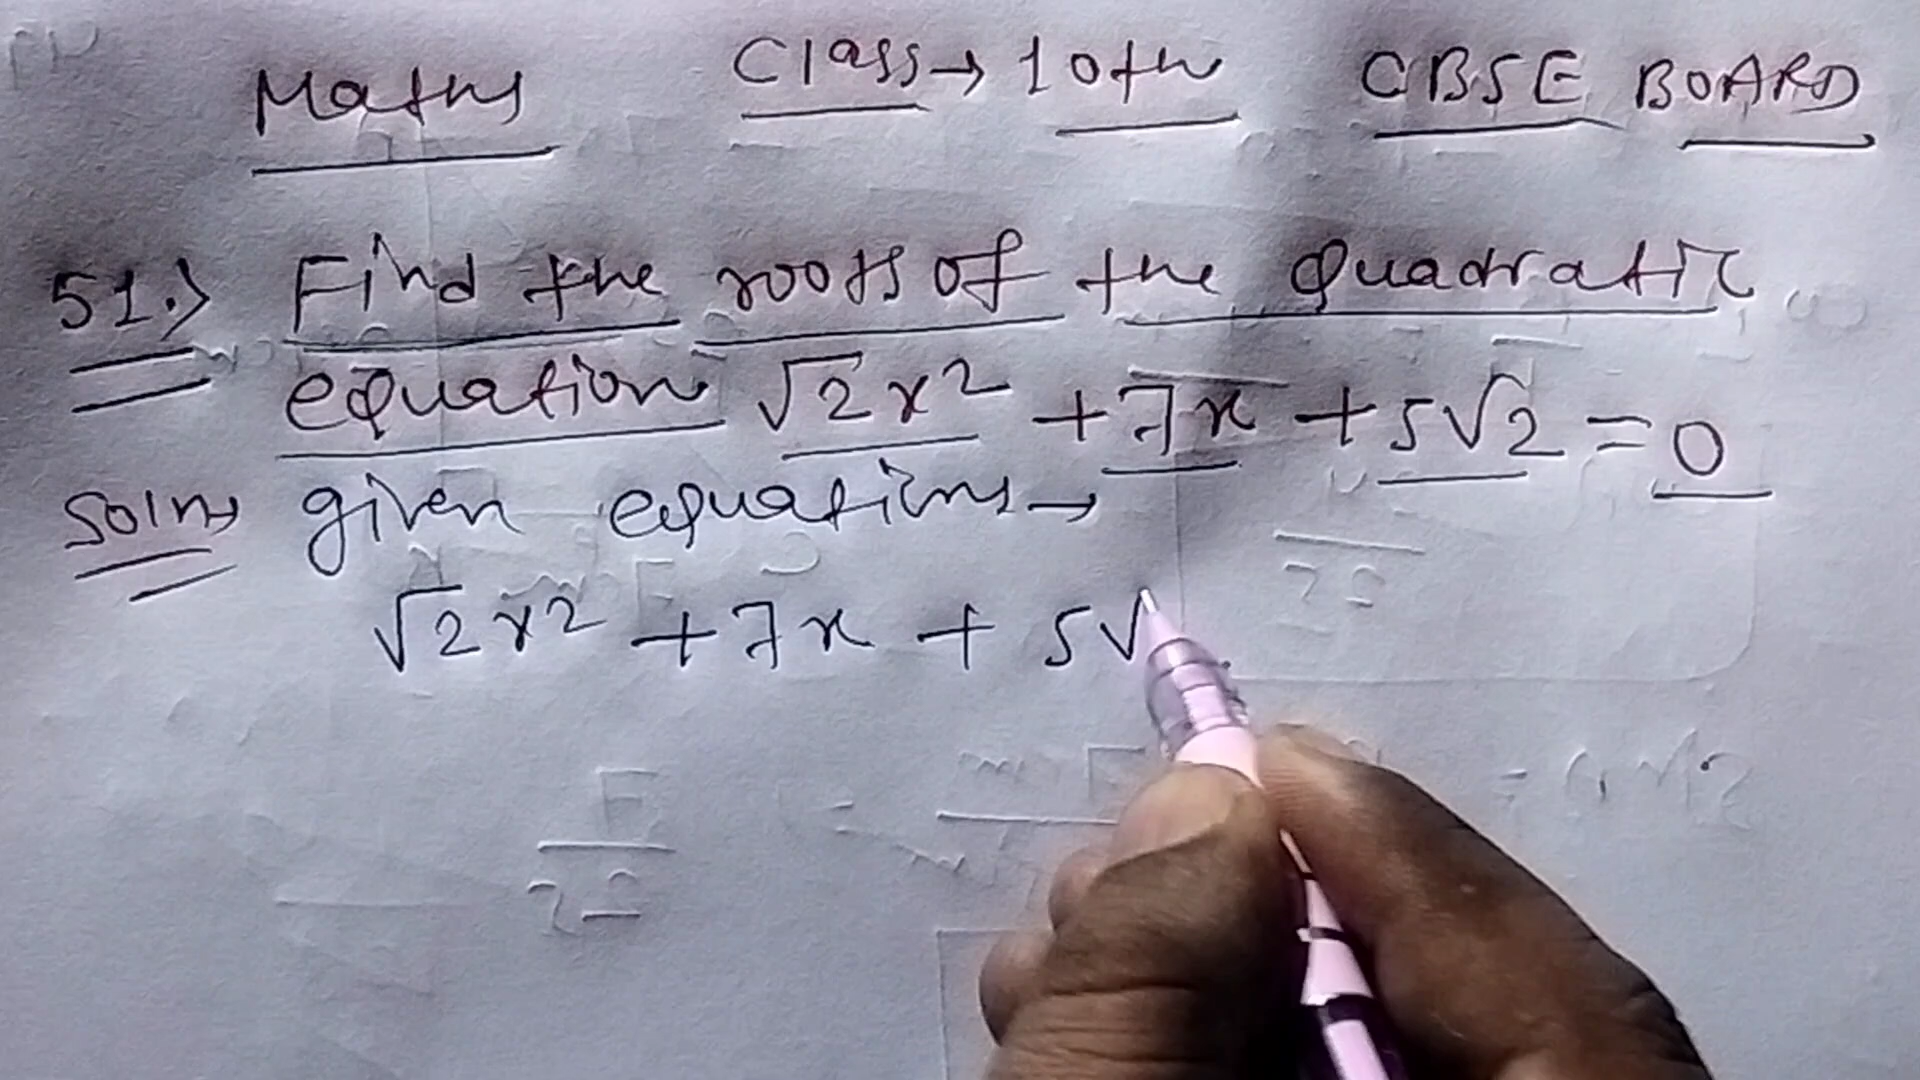 Maths Class → 10th CBSE BOARD
51.> Find the roots of the quadratic
equation √2x² + 7x + 5√2 = 0
Soln given equations →
√2x² + 7x + 5√